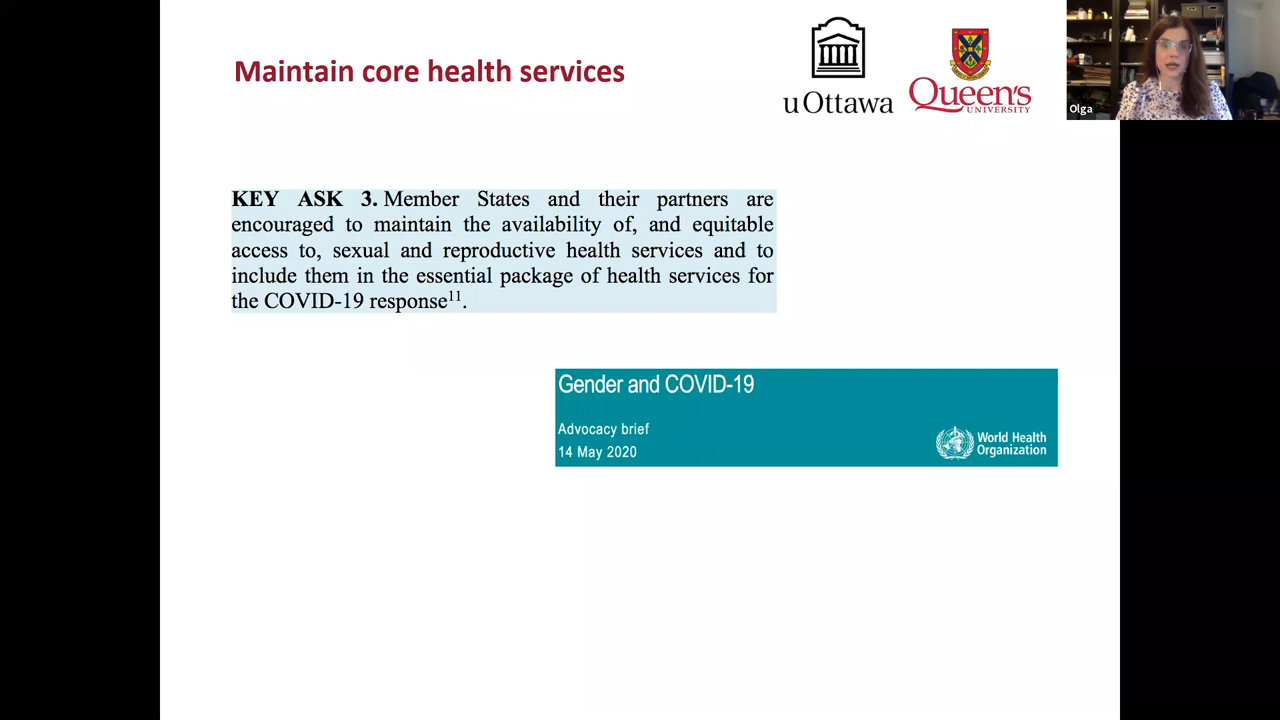 Maintain core health services
uOttawa
Queen's
UNIVERSITY
Olga
KEY ASK 3. Member States and their partners are
encouraged to maintain the availability of, and equitable
access to, sexual and reproductive health services and to
include them in the essential package of health services for
the COVID-19 response11.
Gender and COVID-19
Advocacy brief
14 May 2020
World Health
Organization